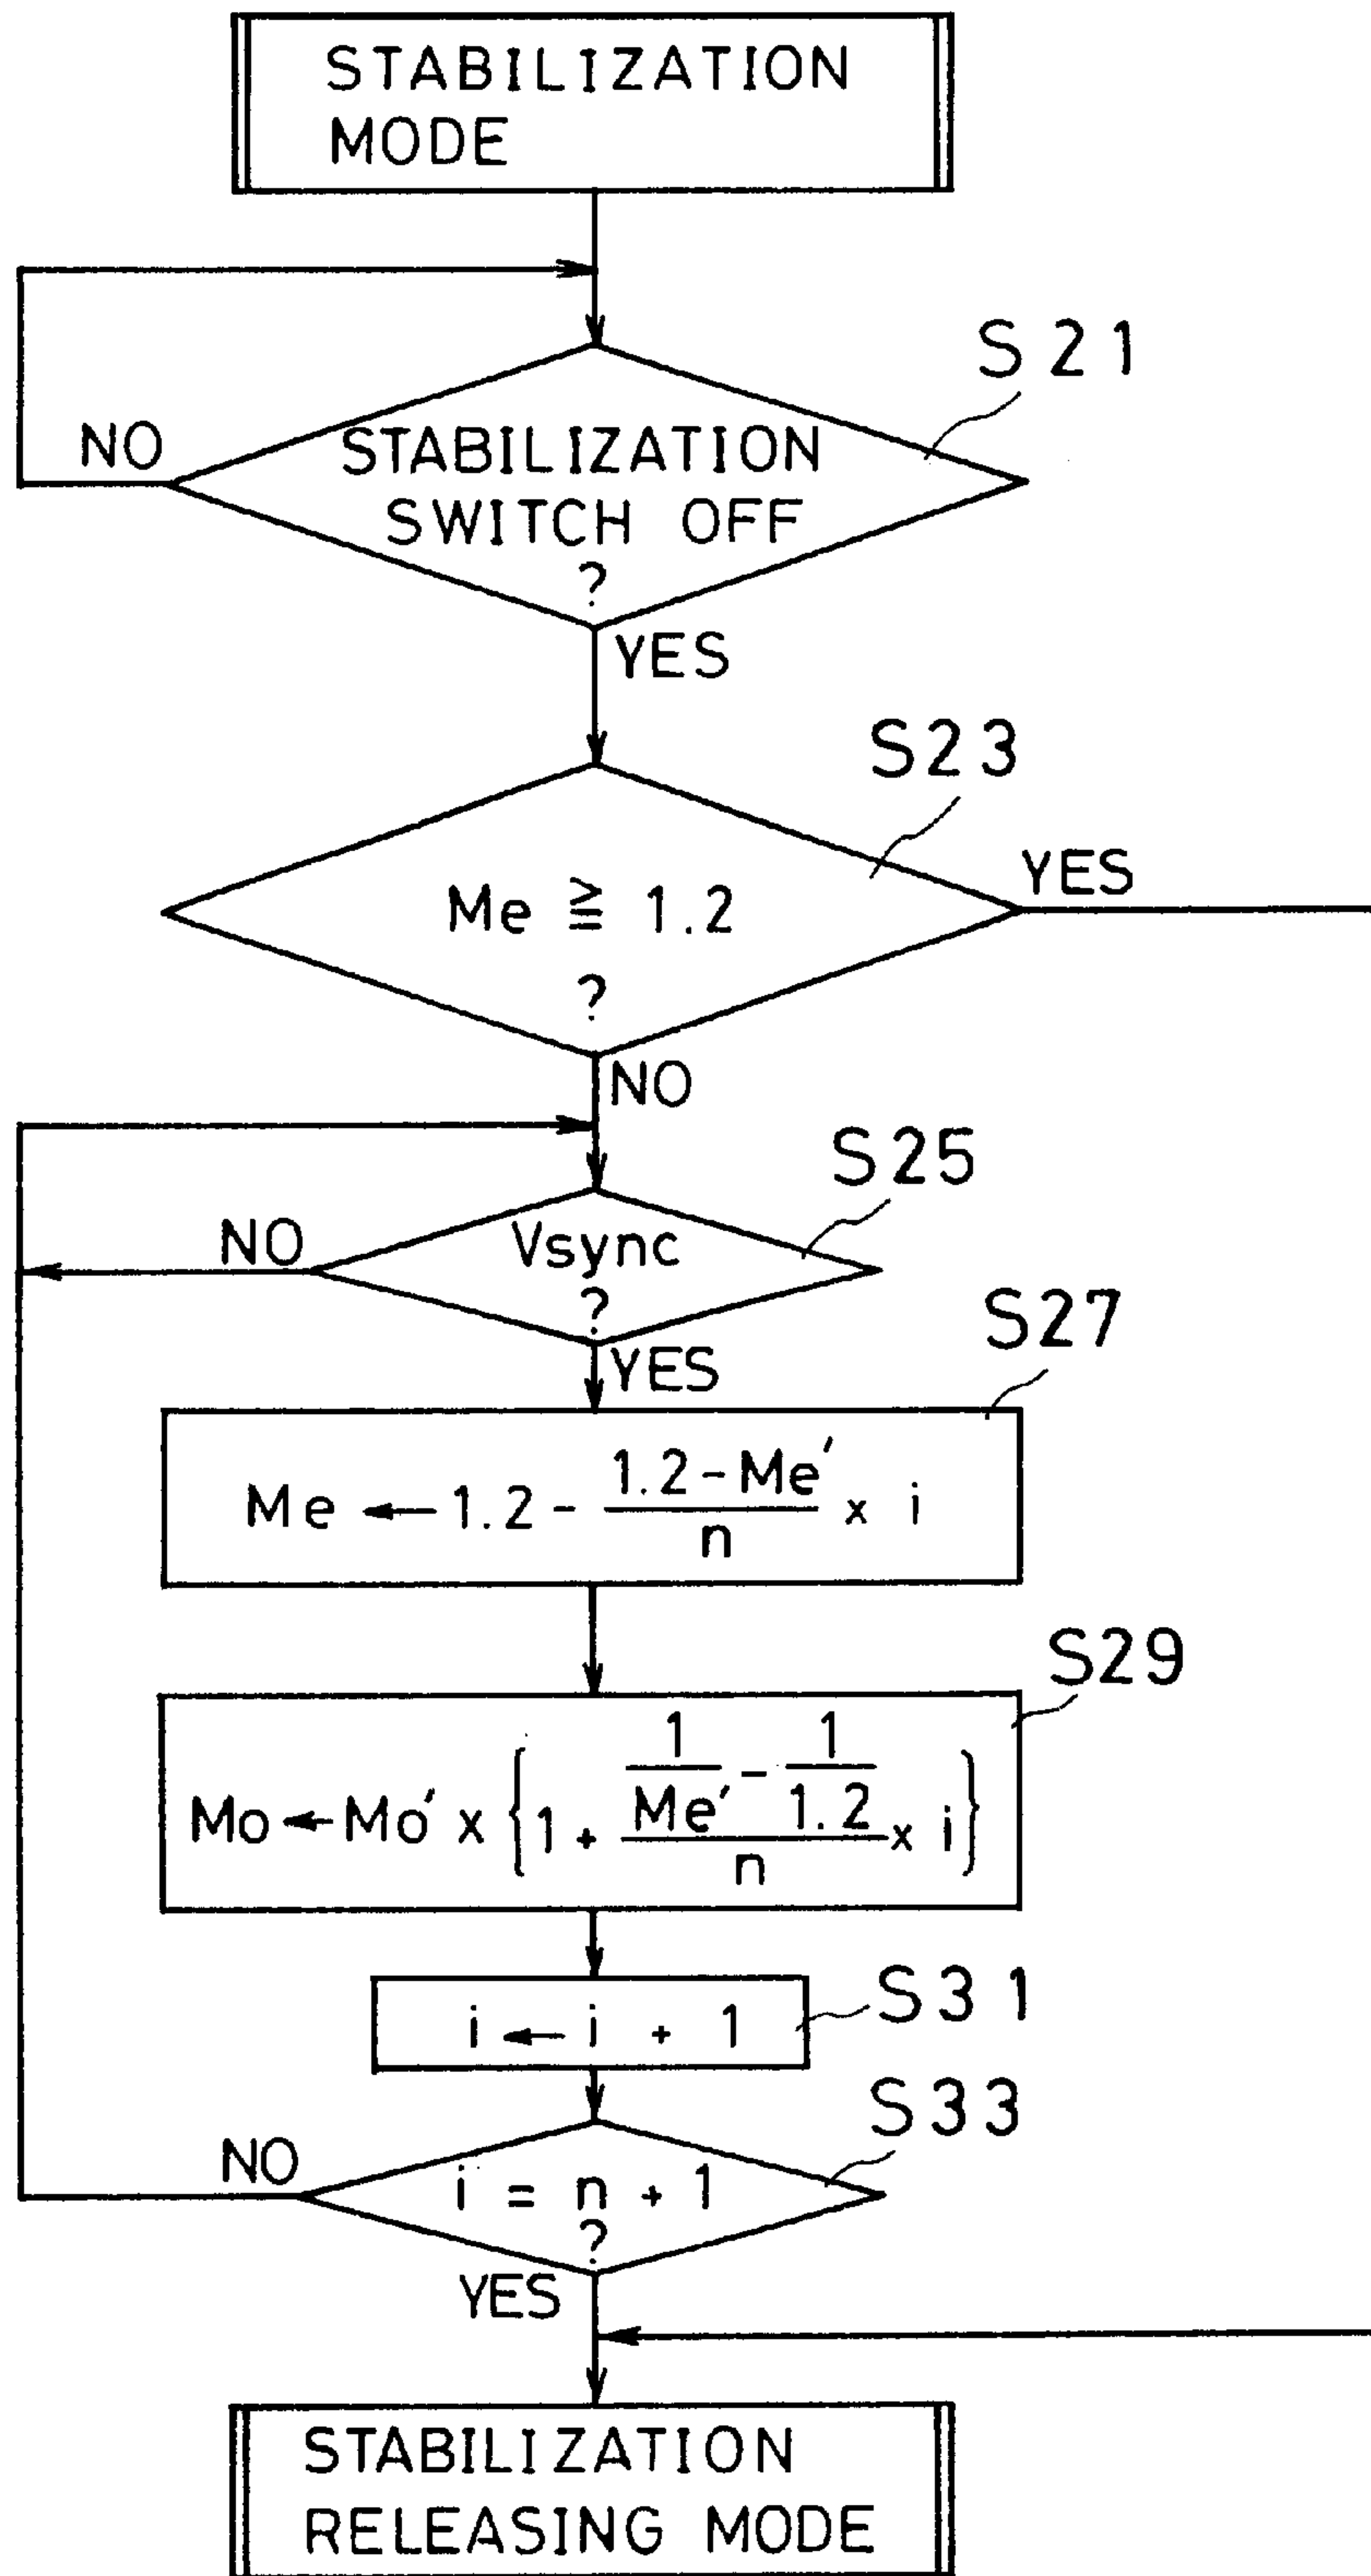 STABILIZATION
MODE
S21
NO
STABILIZATION
SWITCH OFF
?
YES
S23
YES
Me ≧ 1.2
?
NO
S25
NO
Vsync
?
YES
S27
Me ← 1.2 - (1.2 - Me′)/n × i
S29
Mo ← Mo′ × {1 + (1/Me′ - 1/1.2)/n × i}
S31
i ← i + 1
S33
NO
i = n + 1
?
YES
STABILIZATION
RELEASING MODE